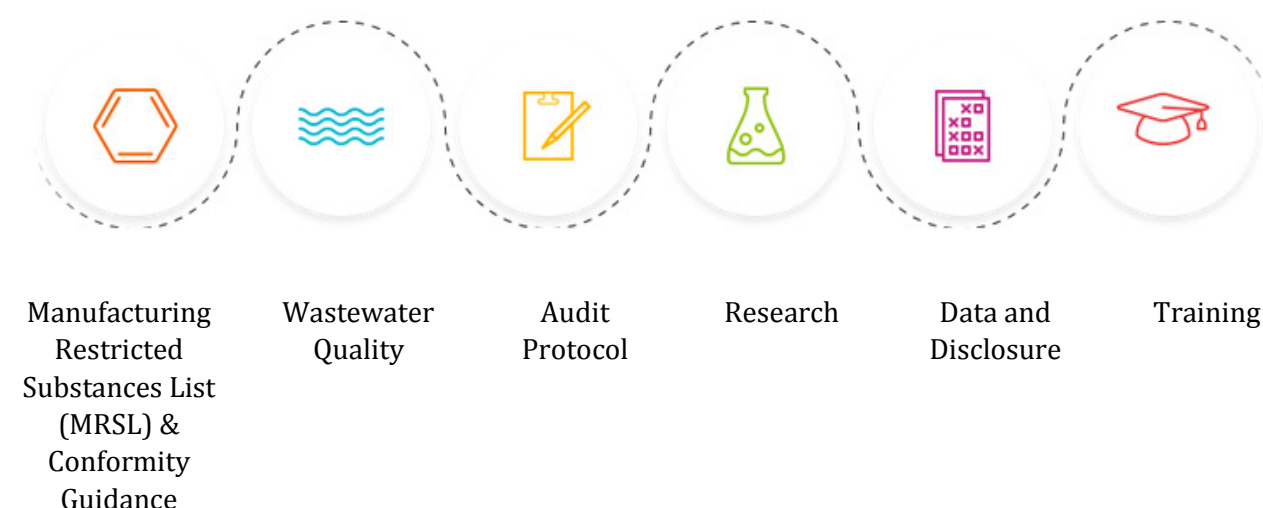 Manufacturing
Restricted
Substances List
(MRSL) &
Conformity
Guidance
Wastewater
Quality
Audit
Protocol
Research
Data and
Disclosure
Training